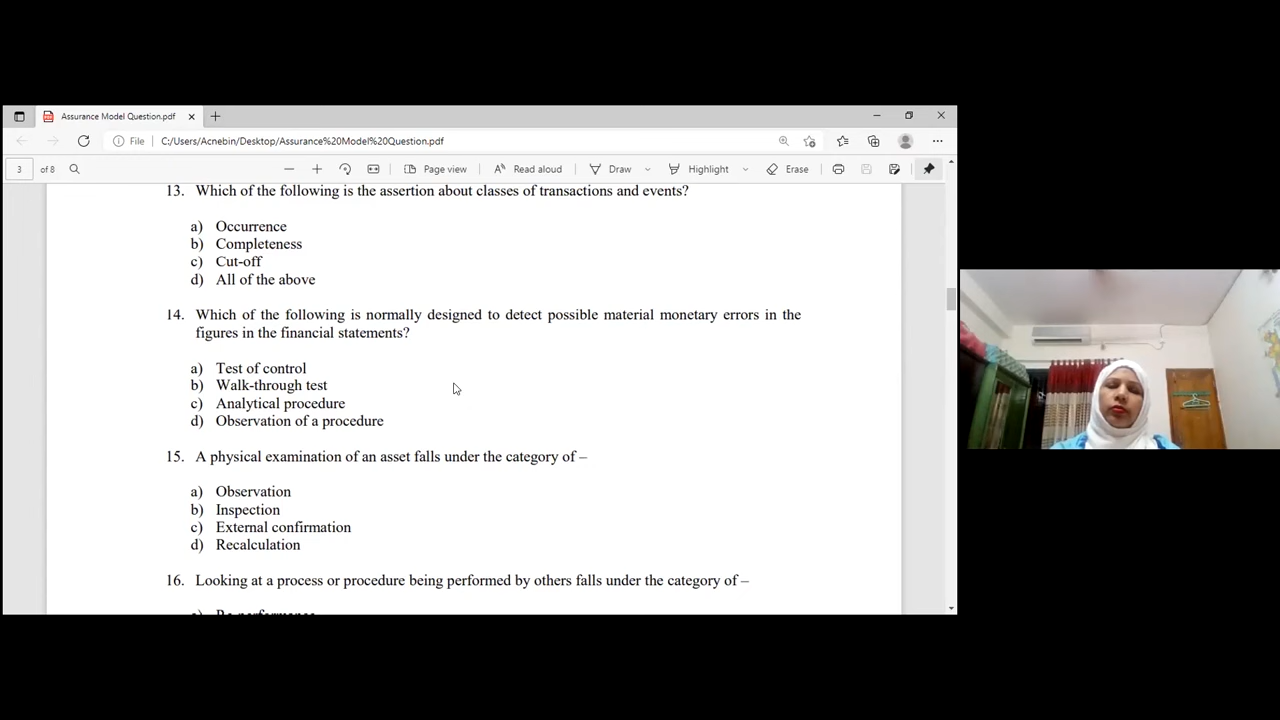 Assurance Model Question.pdf
File C:/Users/Acnebin/Desktop/Assurance%20Model%20Question.pdf
3 of 8 Page view Read aloud Draw Highlight Erase
13. Which of the following is the assertion about classes of transactions and events?
a) Occurrence
b) Completeness
c) Cut-off
d) All of the above
14. Which of the following is normally designed to detect possible material monetary errors in the
figures in the financial statements?
a) Test of control
b) Walk-through test
c) Analytical procedure
d) Observation of a procedure
15. A physical examination of an asset falls under the category of –
a) Observation
b) Inspection
c) External confirmation
d) Recalculation
16. Looking at a process or procedure being performed by others falls under the category of –